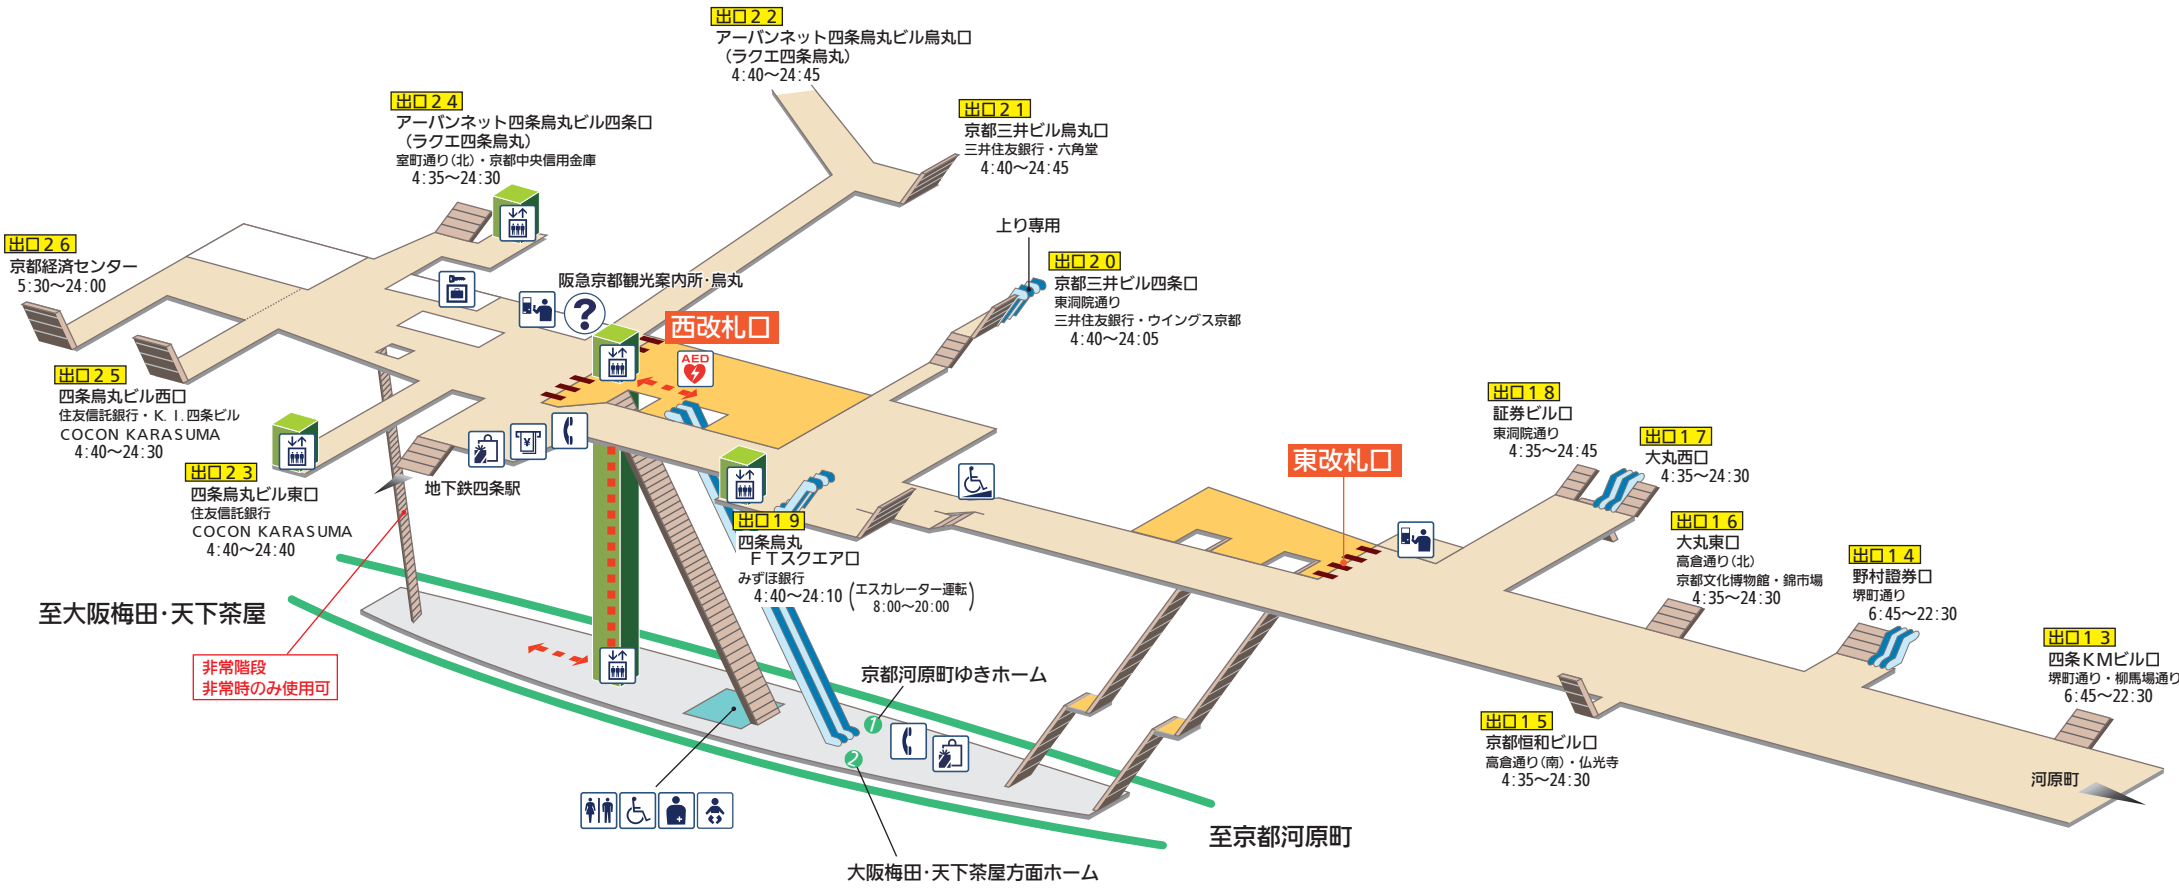 出口22
アーバンネット四条烏丸ビル烏丸口
（ラクエ四条烏丸）
4:40～24:45
出口24
アーバンネット四条烏丸ビル四条口
（ラクエ四条烏丸）
室町通り（北）・京都中央信用金庫
4:35～24:30
出口21
京都三井ビル烏丸口
三井住友銀行・六角堂
4:40～24:45
上り専用
出口26
京都経済センター
5:30～24:00
出口20
京都三井ビル四条口
東洞院通り
三井住友銀行・ウイングス京都
4:40～24:05
阪急京都観光案内所・烏丸
?
西改札口
AED
出口25
四条烏丸ビル西口
住友信託銀行・K.I.四条ビル
COCON KARASUMA
4:40～24:30
出口23
四条烏丸ビル東口
住友信託銀行
COCON KARASUMA
4:40～24:40
¥
地下鉄四条駅
出口18
証券ビル口
東洞院通り
4:35～24:45
出口17
大丸西口
4:35～24:30
東改札口
出口19
四条烏丸
FTスクエア口
みずほ銀行
4:40～24:10（エスカレーター運転
8:00～20:00）
出口16
大丸東口
高倉通り（北）
京都文化博物館・錦市場
4:35～24:30
出口14
野村證券口
堺町通り
6:45～22:30
至大阪梅田・天下茶屋
非常階段
非常時のみ使用可
出口13
四条KMビル口
堺町通り・柳馬場通り
6:45～22:30
京都河原町ゆきホーム
1
2
出口15
京都恒和ビル口
高倉通り（南）・仏光寺
4:35～24:30
河原町
至京都河原町
大阪梅田・天下茶屋方面ホーム